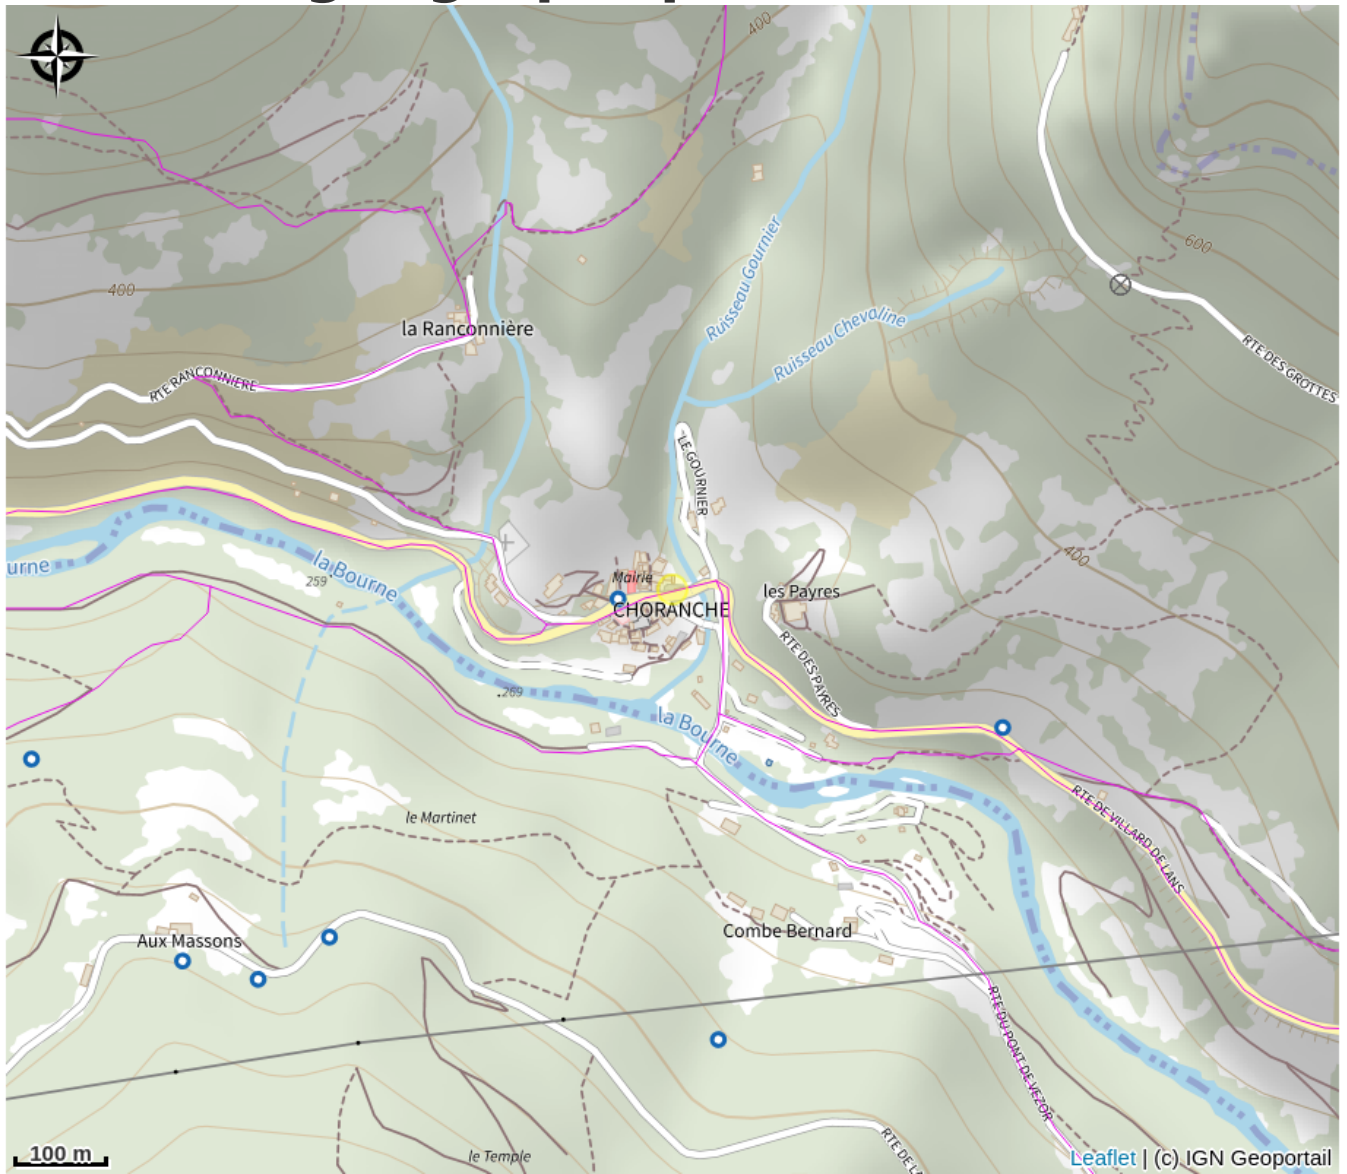 400
600
Ruisseau Gournier
400
la Ranconnière
Ruisseau Chevaline
RTE DES GROTTES
RTE RANCONNIERE
LE GOURNIER
400
urne
la Bourne
259
Mairie
CHORANCHE
les Payres
RTE DES PAYRES
269
la Bourne
RTE DE VILLARD DE LANS
le Martinet
Combe Bernard
Aux Massons
RTE DU PONT DE VEZOR
RTE DE LA
le Temple
100 m
Leaflet | (c) IGN Geoportail